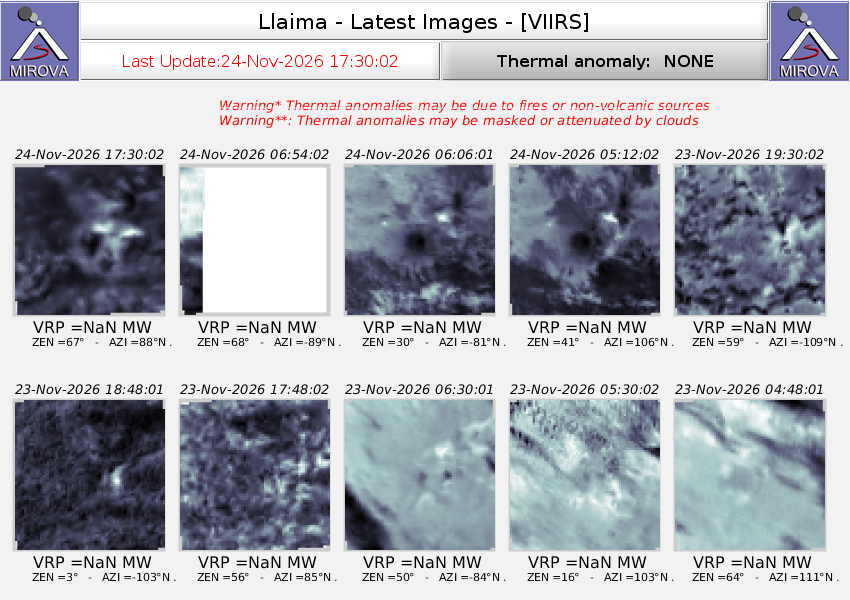 Llaima - Latest Images - [VIIRS]
MIROVA
Last Update:24-Nov-2026 17:30:02
Thermal anomaly: NONE
MIROVA
Warning* Thermal anomalies may be due to fires or non-volcanic sources
Warning**: Thermal anomalies may be masked or attenuated by clouds
24-Nov-2026 17:30:02
24-Nov-2026 06:54:02
24-Nov-2026 06:06:01
24-Nov-2026 05:12:02
23-Nov-2026 19:30:02
VRP =NaN MW
VRP =NaN MW
VRP =NaN MW
VRP =NaN MW
VRP =NaN MW
ZEN =67° - AZI =88°N .
ZEN =68° - AZI =-89°N .
ZEN =30° - AZI =-81°N .
ZEN =41° - AZI =106°N .
ZEN =59° - AZI =-109°N .
23-Nov-2026 18:48:01
23-Nov-2026 17:48:02
23-Nov-2026 06:30:01
23-Nov-2026 05:30:02
23-Nov-2026 04:48:01
VRP =NaN MW
VRP =NaN MW
VRP =NaN MW
VRP =NaN MW
VRP =NaN MW
ZEN =3° - AZI =-103°N .
ZEN =56° - AZI =85°N .
ZEN =50° - AZI =-84°N .
ZEN =16° - AZI =103°N .
ZEN =64° - AZI =111°N .